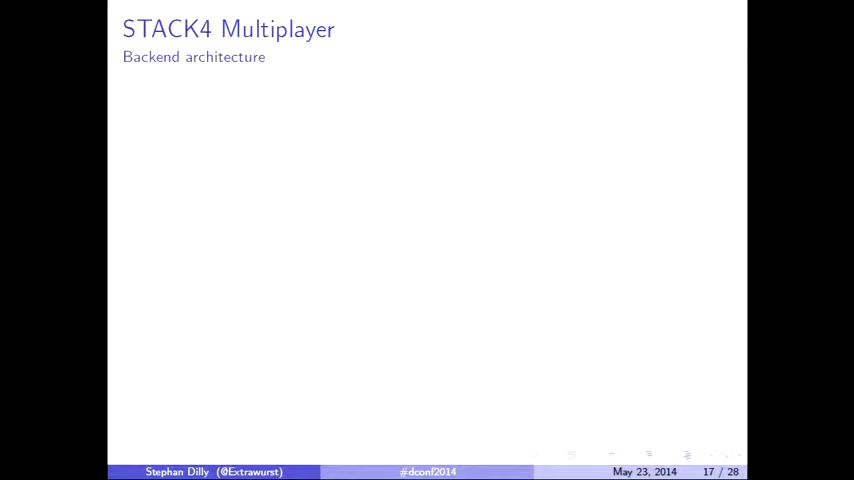 STACK4 Multiplayer
Backend architecture
Stephan Dilly (@Extrawurst) #dconf2014 May 23, 2014 17 / 28